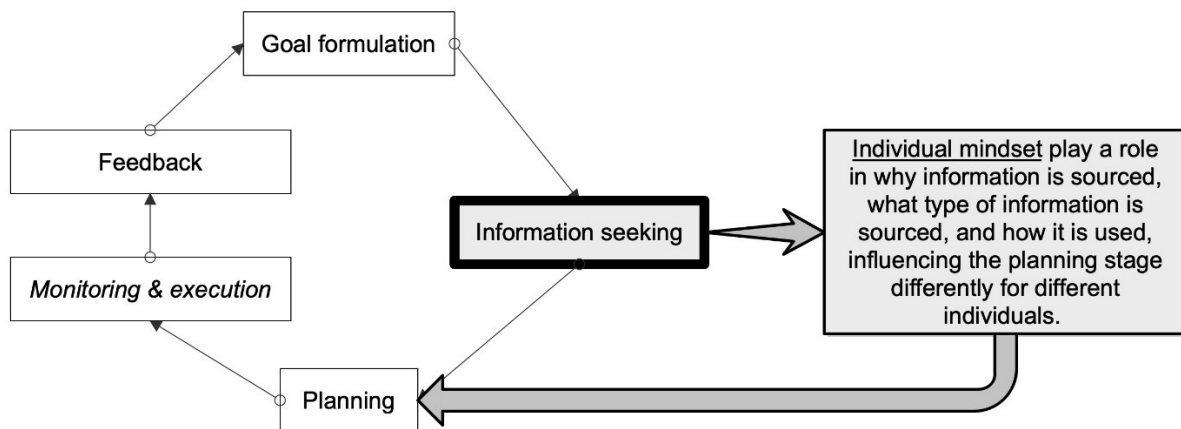 Goal formulation
Feedback
Information seeking
Individual mindset play a role
in why information is sourced,
what type of information is
sourced, and how it is used,
influencing the planning stage
differently for different
individuals.
Monitoring & execution
Planning